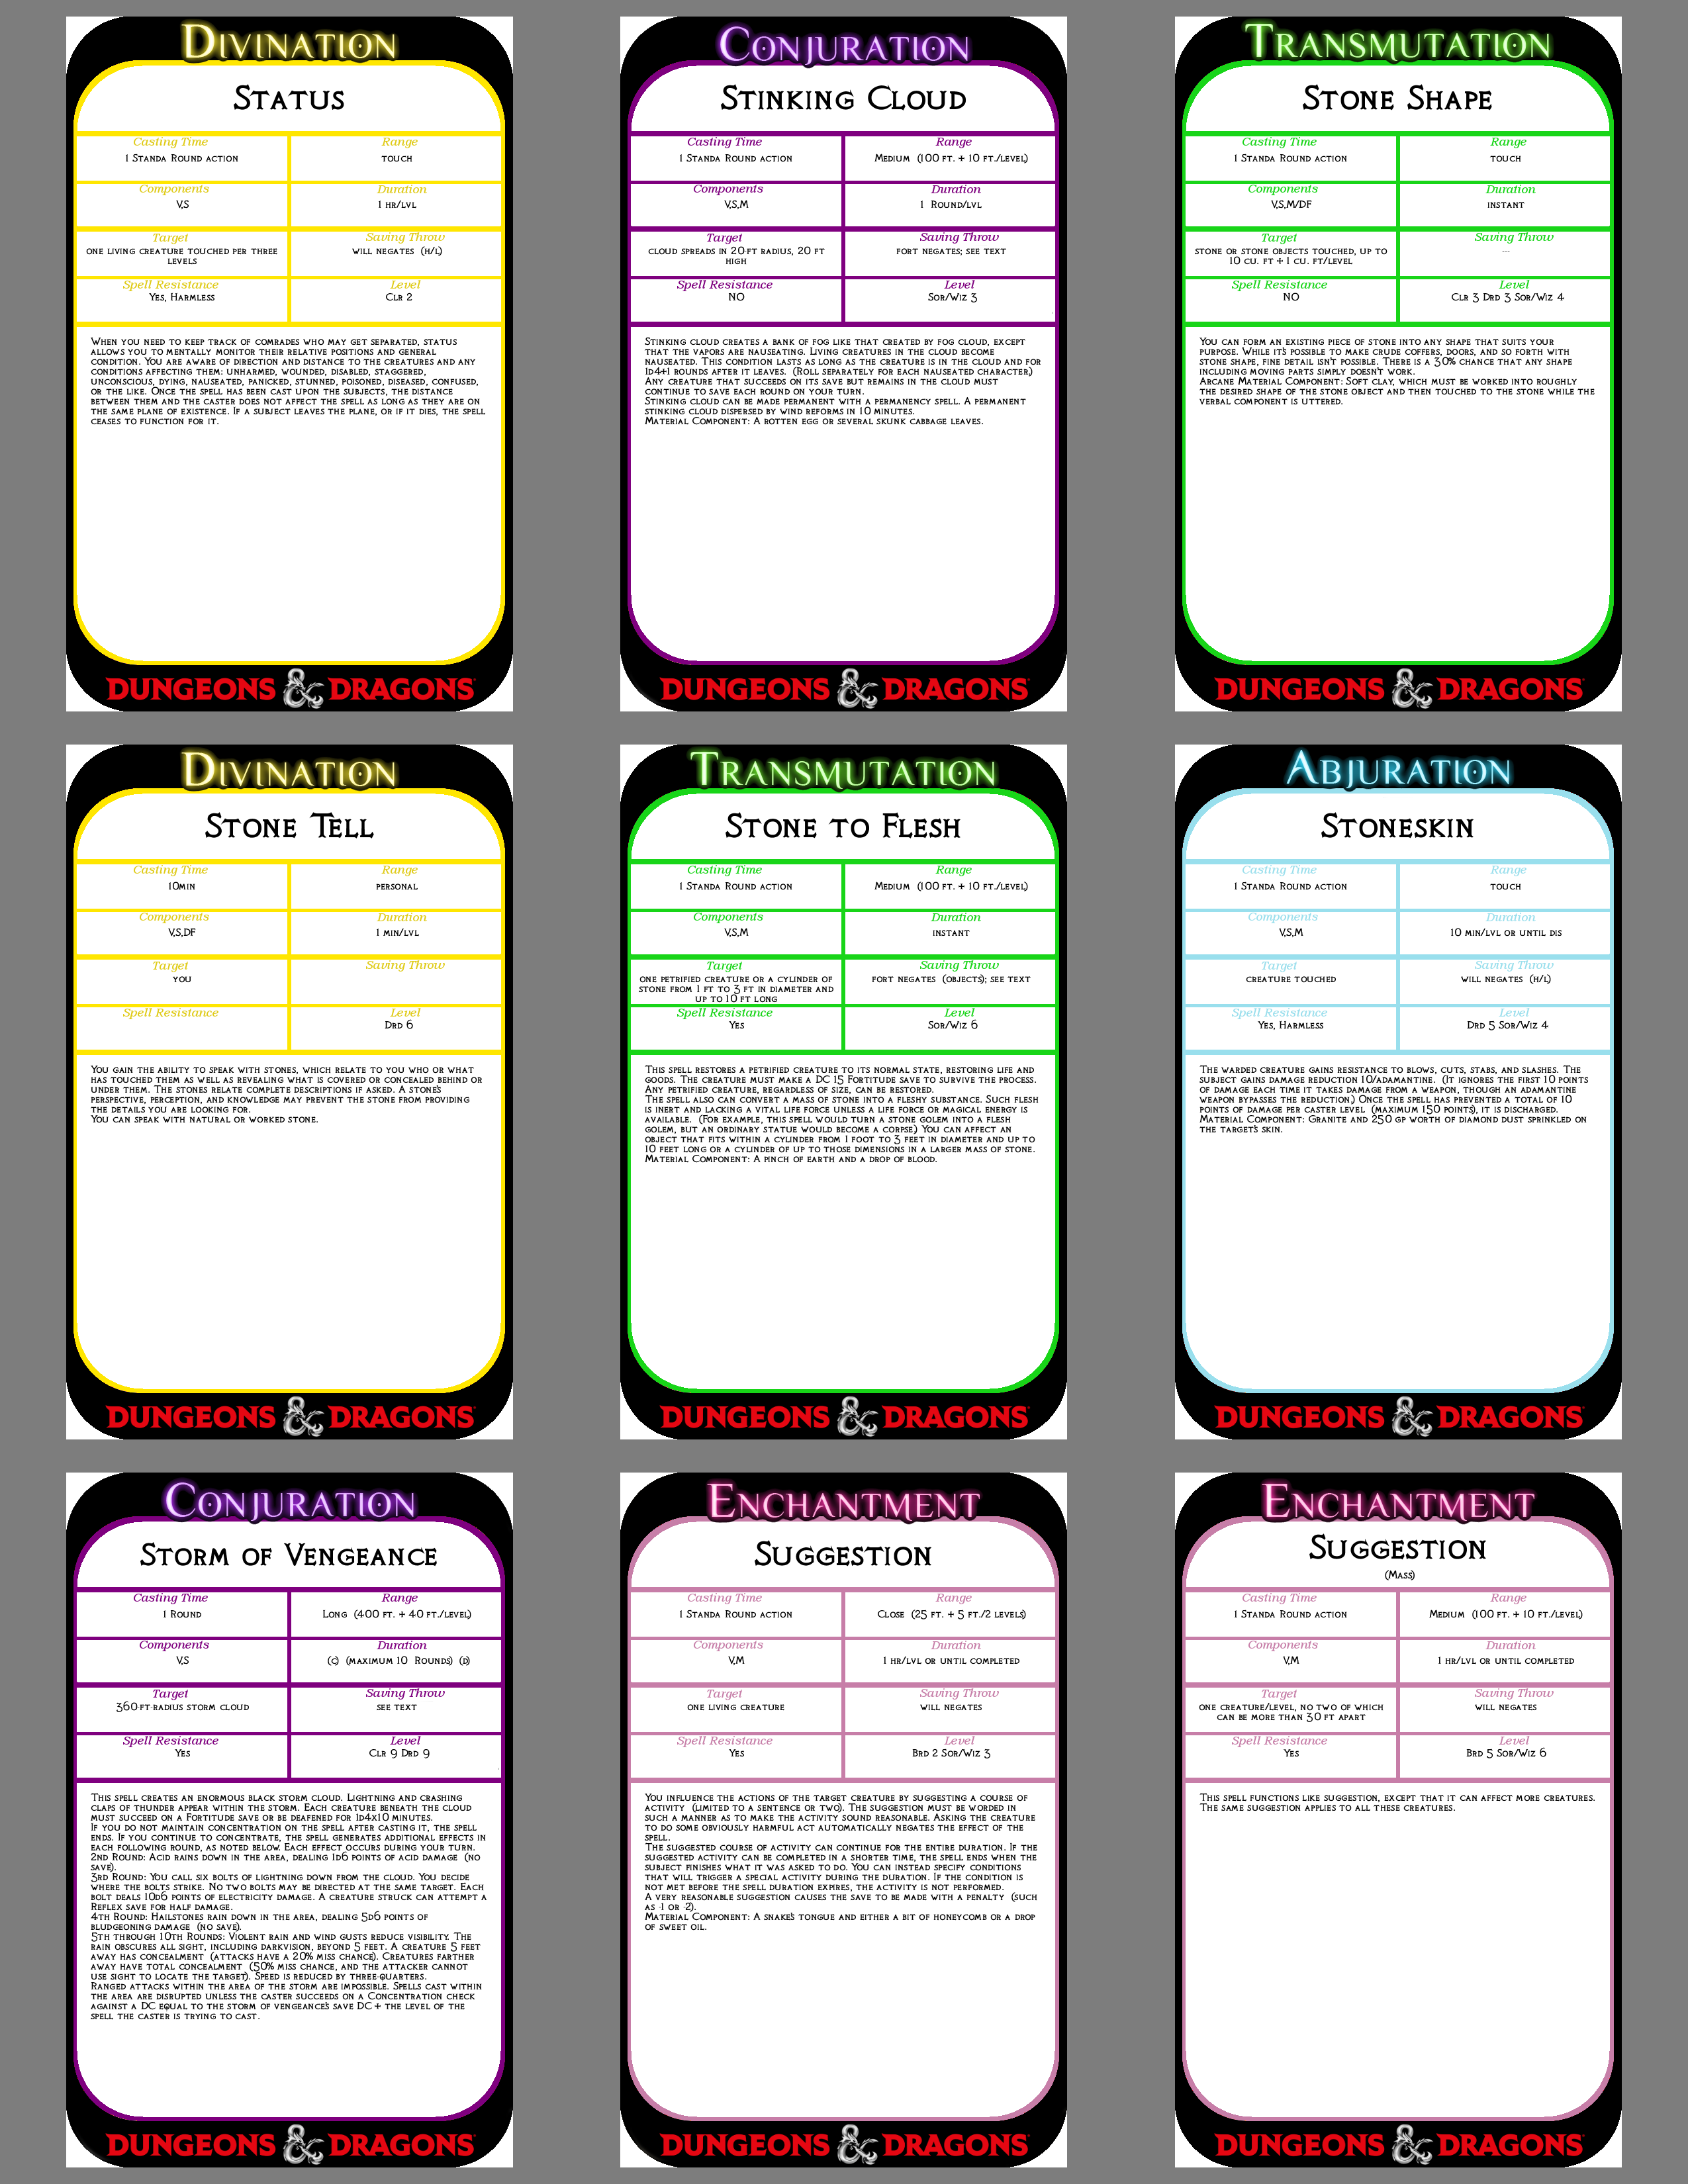 Divination
Status
Casting Time
1 Standa Round action
Range
touch
Components
V,S
Duration
1 hr/lvl
Target
one living creature touched per three
levels
Saving Throw
will negates (h/l)
Spell Resistance
Yes, Harmless
Level
Clr 2
When you need to keep track of comrades who may get separated, status
allows you to mentally monitor their relative positions and general
condition. You are aware of direction and distance to the creatures and any
conditions affecting them: unharmed, wounded, disabled, staggered,
unconscious, dying, nauseated, panicked, stunned, poisoned, diseased, confused,
or the like. Once the spell has been cast upon the subjects, the distance
between them and the caster does not affect the spell as long as they are on
the same plane of existence. If a subject leaves the plane, or if it dies, the spell
ceases to function for it.
DUNGEONS & DRAGONS
Conjuration
Stinking Cloud
Casting Time
1 Standa Round action
Range
Medium (100 ft. + 10 ft./level)
Components
V,S,M
Duration
1 Round/lvl
Target
cloud spreads in 20-ft radius, 20 ft
high
Saving Throw
fort negates; see text
Spell Resistance
NO
Level
Sor/Wiz 3
Stinking cloud creates a bank of fog like that created by fog cloud, except
that the vapors are nauseating. Living creatures in the cloud become
nauseated. This condition lasts as long as the creature is in the cloud and for
1d4+1 rounds after it leaves. (Roll separately for each nauseated character.)
Any creature that succeeds on its save but remains in the cloud must
continue to save each round on your turn.
Stinking cloud can be made permanent with a permanency spell. A permanent
stinking cloud dispersed by wind reforms in 10 minutes.
Material Component: A rotten egg or several skunk cabbage leaves.
DUNGEONS & DRAGONS
Transmutation
Stone Shape
Casting Time
1 Standa Round action
Range
touch
Components
V,S,M/DF
Duration
instant
Target
stone or stone objects touched, up to
10 cu. ft + 1 cu. ft/level
Saving Throw
---
Spell Resistance
NO
Level
Clr 3 Drd 3 Sor/Wiz 4
You can form an existing piece of stone into any shape that suits your
purpose. While it's possible to make crude coffers, doors, and so forth with
stone shape, fine detail isn't possible. There is a 30% chance that any shape
including moving parts simply doesn't work.
Arcane Material Component: Soft clay, which must be worked into roughly
the desired shape of the stone object and then touched to the stone while the
verbal component is uttered.
DUNGEONS & DRAGONS
Divination
Stone Tell
Casting Time
10min
Range
personal
Components
V,S,DF
Duration
1 min/lvl
Target
you
Saving Throw
Spell Resistance
Level
Drd 6
You gain the ability to speak with stones, which relate to you who or what
has touched them as well as revealing what is covered or concealed behind or
under them. The stones relate complete descriptions if asked. A stone's
perspective, perception, and knowledge may prevent the stone from providing
the details you are looking for.
You can speak with natural or worked stone.
DUNGEONS & DRAGONS
Transmutation
Stone to Flesh
Casting Time
1 Standa Round action
Range
Medium (100 ft. + 10 ft./level)
Components
V,S,M
Duration
instant
Target
one petrified creature or a cylinder of
stone from 1 ft to 3 ft in diameter and
up to 10 ft long
Saving Throw
fort negates (objects); see text
Spell Resistance
Yes
Level
Sor/Wiz 6
This spell restores a petrified creature to its normal state, restoring life and
goods. The creature must make a DC 15 Fortitude save to survive the process.
Any petrified creature, regardless of size, can be restored.
The spell also can convert a mass of stone into a fleshy substance. Such flesh
is inert and lacking a vital life force unless a life force or magical energy is
available. (For example, this spell would turn a stone golem into a flesh
golem, but an ordinary statue would become a corpse.) You can affect an
object that fits within a cylinder from 1 foot to 3 feet in diameter and up to
10 feet long or a cylinder of up to those dimensions in a larger mass of stone.
Material Component: A pinch of earth and a drop of blood.
DUNGEONS & DRAGONS
Abjuration
Stoneskin
Casting Time
1 Standa Round action
Range
touch
Components
V,S,M
Duration
10 min/lvl or until dis
Target
creature touched
Saving Throw
will negates (h/l)
Spell Resistance
Yes, Harmless
Level
Drd 5 Sor/Wiz 4
The warded creature gains resistance to blows, cuts, stabs, and slashes. The
subject gains damage reduction 10/adamantine. (It ignores the first 10 points
of damage each time it takes damage from a weapon, though an adamantine
weapon bypasses the reduction.) Once the spell has prevented a total of 10
points of damage per caster level (maximum 150 points), it is discharged.
Material Component: Granite and 250 gp worth of diamond dust sprinkled on
the target's skin.
DUNGEONS & DRAGONS
Conjuration
Storm of Vengeance
Casting Time
1 Round
Range
Long (400 ft. + 40 ft./level)
Components
V,S
Duration
(c) (maximum 10 Rounds) (d)
Target
360-ft-radius storm cloud
Saving Throw
see text
Spell Resistance
Yes
Level
Clr 9 Drd 9
This spell creates an enormous black storm cloud. Lightning and crashing
claps of thunder appear within the storm. Each creature beneath the cloud
must succeed on a Fortitude save or be deafened for 1d4x10 minutes.
If you do not maintain concentration on the spell after casting it, the spell
ends. If you continue to concentrate, the spell generates additional effects in
each following round, as noted below. Each effect occurs during your turn.
2nd Round: Acid rains down in the area, dealing 1d6 points of acid damage (no
save).
3rd Round: You call six bolts of lightning down from the cloud. You decide
where the bolts strike. No two bolts may be directed at the same target. Each
bolt deals 10d6 points of electricity damage. A creature struck can attempt a
Reflex save for half damage.
4th Round: Hailstones rain down in the area, dealing 5d6 points of
bludgeoning damage (no save).
5th through 10th Rounds: Violent rain and wind gusts reduce visibility. The
rain obscures all sight, including darkvision, beyond 5 feet. A creature 5 feet
away has concealment (attacks have a 20% miss chance). Creatures farther
away have total concealment (50% miss chance, and the attacker cannot
use sight to locate the target). Speed is reduced by three-quarters.
Ranged attacks within the area of the storm are impossible. Spells cast within
the area are disrupted unless the caster succeeds on a Concentration check
against a DC equal to the storm of vengeance's save DC + the level of the
spell the caster is trying to cast.
DUNGEONS & DRAGONS
Enchantment
Suggestion
Casting Time
1 Standa Round action
Range
Close (25 ft. + 5 ft./2 levels)
Components
V,M
Duration
1 hr/lvl or until completed
Target
one living creature
Saving Throw
will negates
Spell Resistance
Yes
Level
Brd 2 Sor/Wiz 3
You influence the actions of the target creature by suggesting a course of
activity (limited to a sentence or two). The suggestion must be worded in
such a manner as to make the activity sound reasonable. Asking the creature
to do some obviously harmful act automatically negates the effect of the
spell.
The suggested course of activity can continue for the entire duration. If the
suggested activity can be completed in a shorter time, the spell ends when the
subject finishes what it was asked to do. You can instead specify conditions
that will trigger a special activity during the duration. If the condition is
not met before the spell duration expires, the activity is not performed.
A very reasonable suggestion causes the save to be made with a penalty (such
as -1 or -2).
Material Component: A snake's tongue and either a bit of honeycomb or a drop
of sweet oil.
DUNGEONS & DRAGONS
Enchantment
Suggestion
(Mass)
Casting Time
1 Standa Round action
Range
Medium (100 ft. + 10 ft./level)
Components
V,M
Duration
1 hr/lvl or until completed
Target
one creature/level, no two of which
can be more than 30 ft apart
Saving Throw
will negates
Spell Resistance
Yes
Level
Brd 5 Sor/Wiz 6
This spell functions like suggestion, except that it can affect more creatures.
The same suggestion applies to all these creatures.
DUNGEONS & DRAGONS